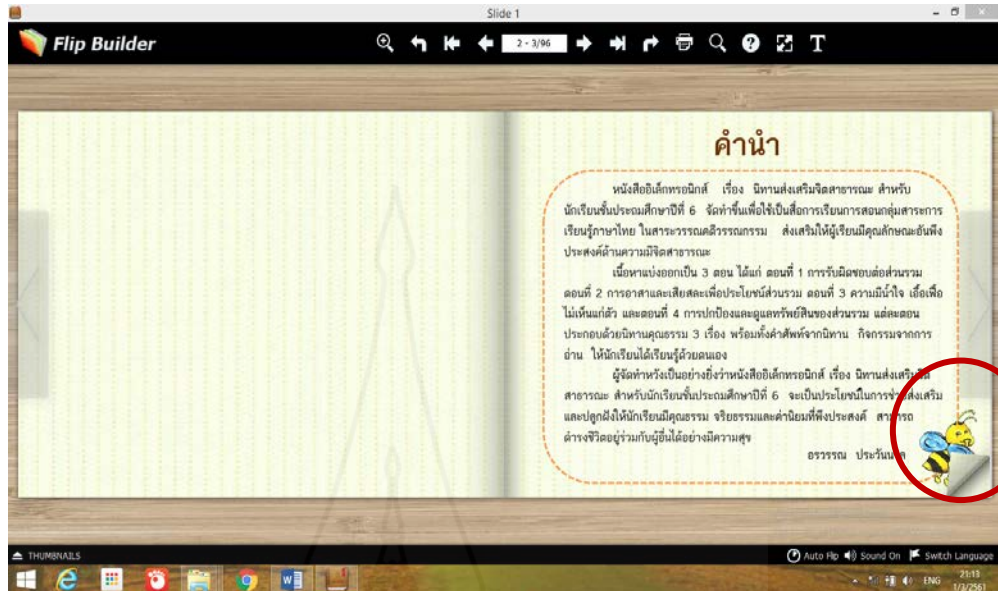 Slide 1
Flip Builder
2 - 3/96
คำนำ
หนังสืออิเล็กทรอนิกส์ เรื่อง นิทานส่งเสริมจิตสาธารณะ สำหรับ
นักเรียนชั้นประถมศึกษาปีที่ 6 จัดทำขึ้นเพื่อใช้เป็นสื่อการเรียนการสอนกลุ่มสาระการ
เรียนรู้ภาษาไทย ในสาระวรรณคดีวรรณกรรม ส่งเสริมให้ผู้เรียนมีคุณลักษณะอันพึง
ประสงค์ด้านความมีจิตสาธารณะ
เนื้อหาแบ่งออกเป็น 3 ตอน ได้แก่ ตอนที่ 1 การรับผิดชอบต่อส่วนรวม
ตอนที่ 2 การอาสาและเสียสละเพื่อประโยชน์ส่วนรวม ตอนที่ 3 ความมีน้ำใจ เอื้อเฟื้อ
ไม่เห็นแก่ตัว และตอนที่ 4 การปกป้องและดูแลทรัพย์สินของส่วนรวม แต่ละตอน
ประกอบด้วยนิทานคุณธรรม 3 เรื่อง พร้อมทั้งคำศัพท์จากนิทาน กิจกรรมจากการ
อ่าน ให้นักเรียนได้เรียนรู้ด้วยตนเอง
ผู้จัดทำหวังเป็นอย่างยิ่งว่าหนังสืออิเล็กทรอนิกส์ เรื่อง นิทานส่งเสริมจิต
สาธารณะ สำหรับนักเรียนชั้นประถมศึกษาปีที่ 6 จะเป็นประโยชน์ในการช่วยส่งเสริม
และปลูกฝังให้นักเรียนมีคุณธรรม จริยธรรมและค่านิยมที่พึงประสงค์ สามารถ
ดำรงชีวิตอยู่ร่วมกับผู้อื่นได้อย่างมีความสุข
อรวรรณ
THUMBNAILS
Auto Flip Sound On Switch Language
ENG
21:13
1/3/2561